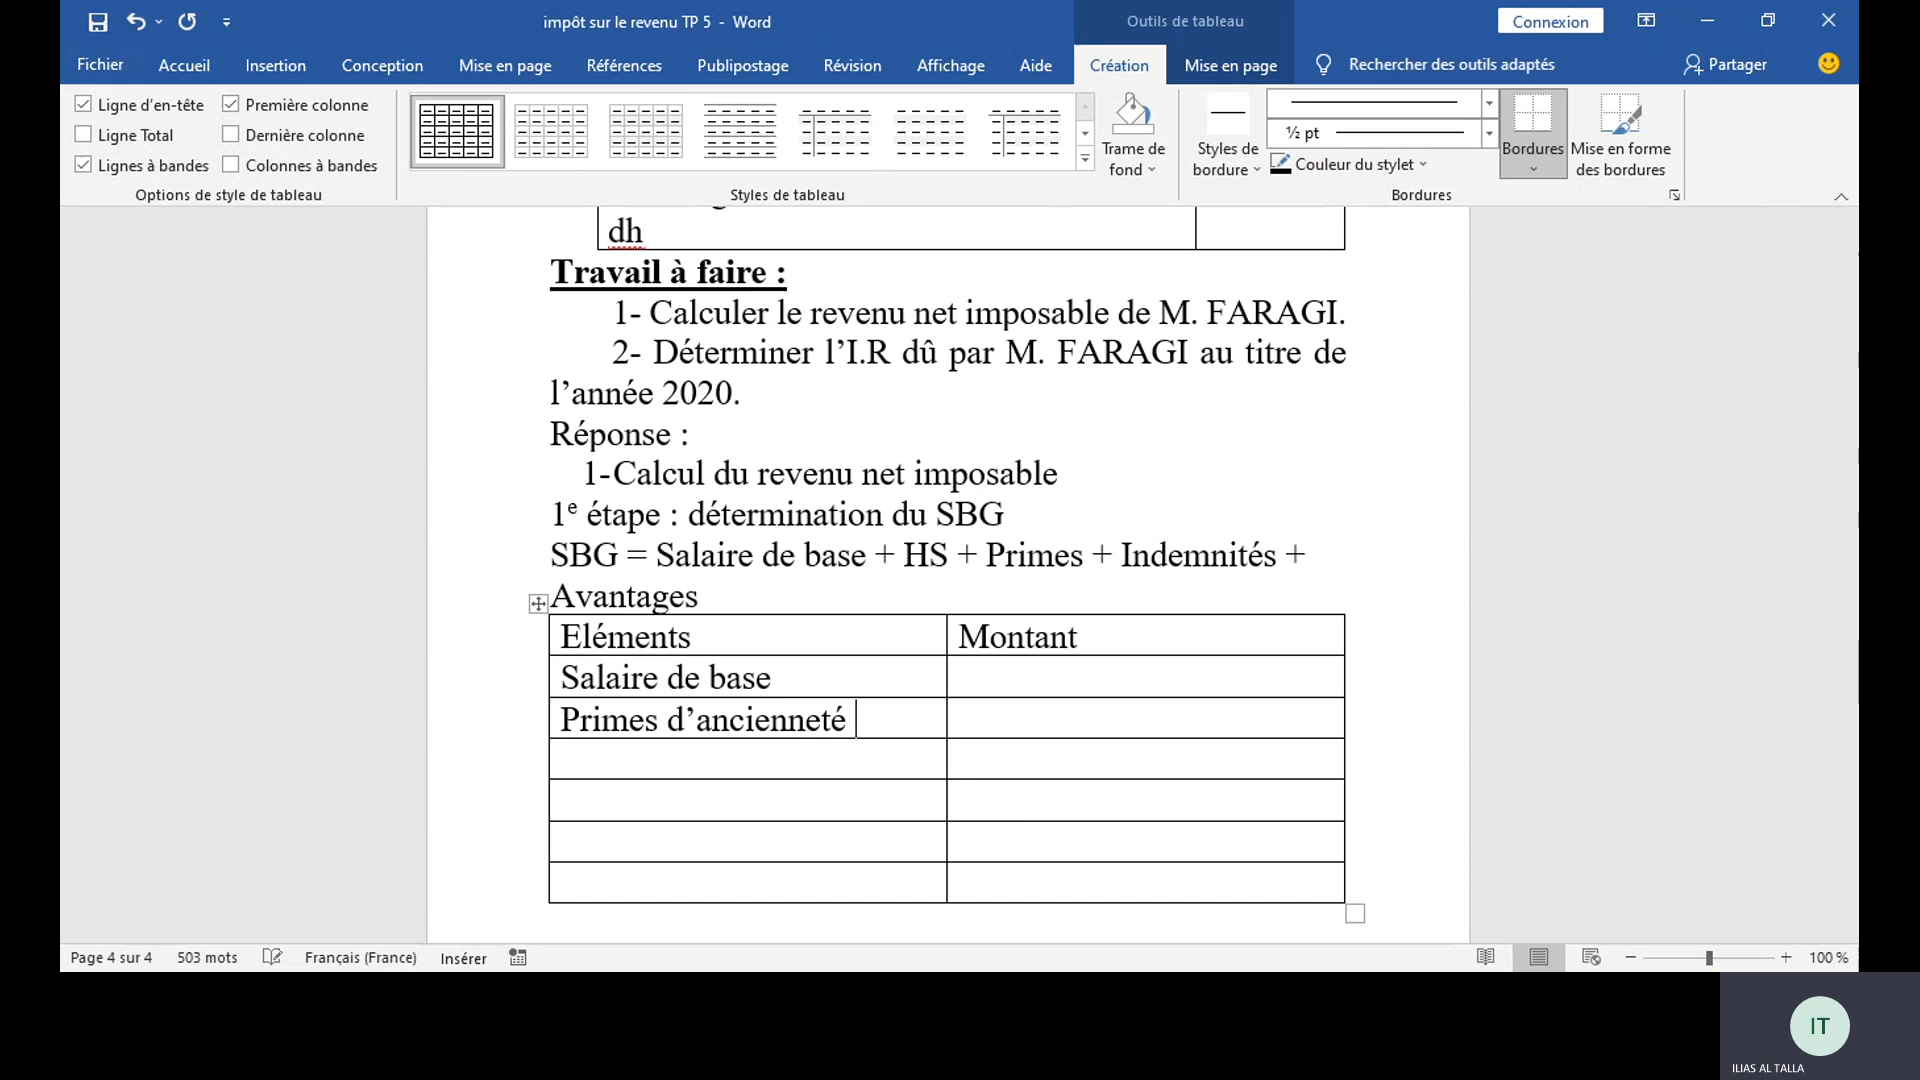 impôt sur le revenu TP 5 - Word
Outils de tableau
Connexion
Fichier Accueil Insertion Conception Mise en page Références Publipostage Révision Affichage Aide Création Mise en page Rechercher des outils adaptés Partager
Ligne d'en-tête Première colonne
Ligne Total Dernière colonne
Lignes à bandes Colonnes à bandes
Options de style de tableau
Styles de tableau
Trame de
fond
Styles de
bordure
½ pt
Couleur du stylet
Bordures
Mise en forme
des bordures
Bordures
dh
Travail à faire :
1- Calculer le revenu net imposable de M. FARAGI.
2- Déterminer l’I.R dû par M. FARAGI au titre de
l’année 2020.
Réponse :
1-Calcul du revenu net imposable
1e étape : détermination du SBG
SBG = Salaire de base + HS + Primes + Indemnités +
Avantages
Eléments Montant
Salaire de base
Primes d’ancienneté
Page 4 sur 4 503 mots Français (France) Insérer 100 %
IT
ILIAS AL TALLA